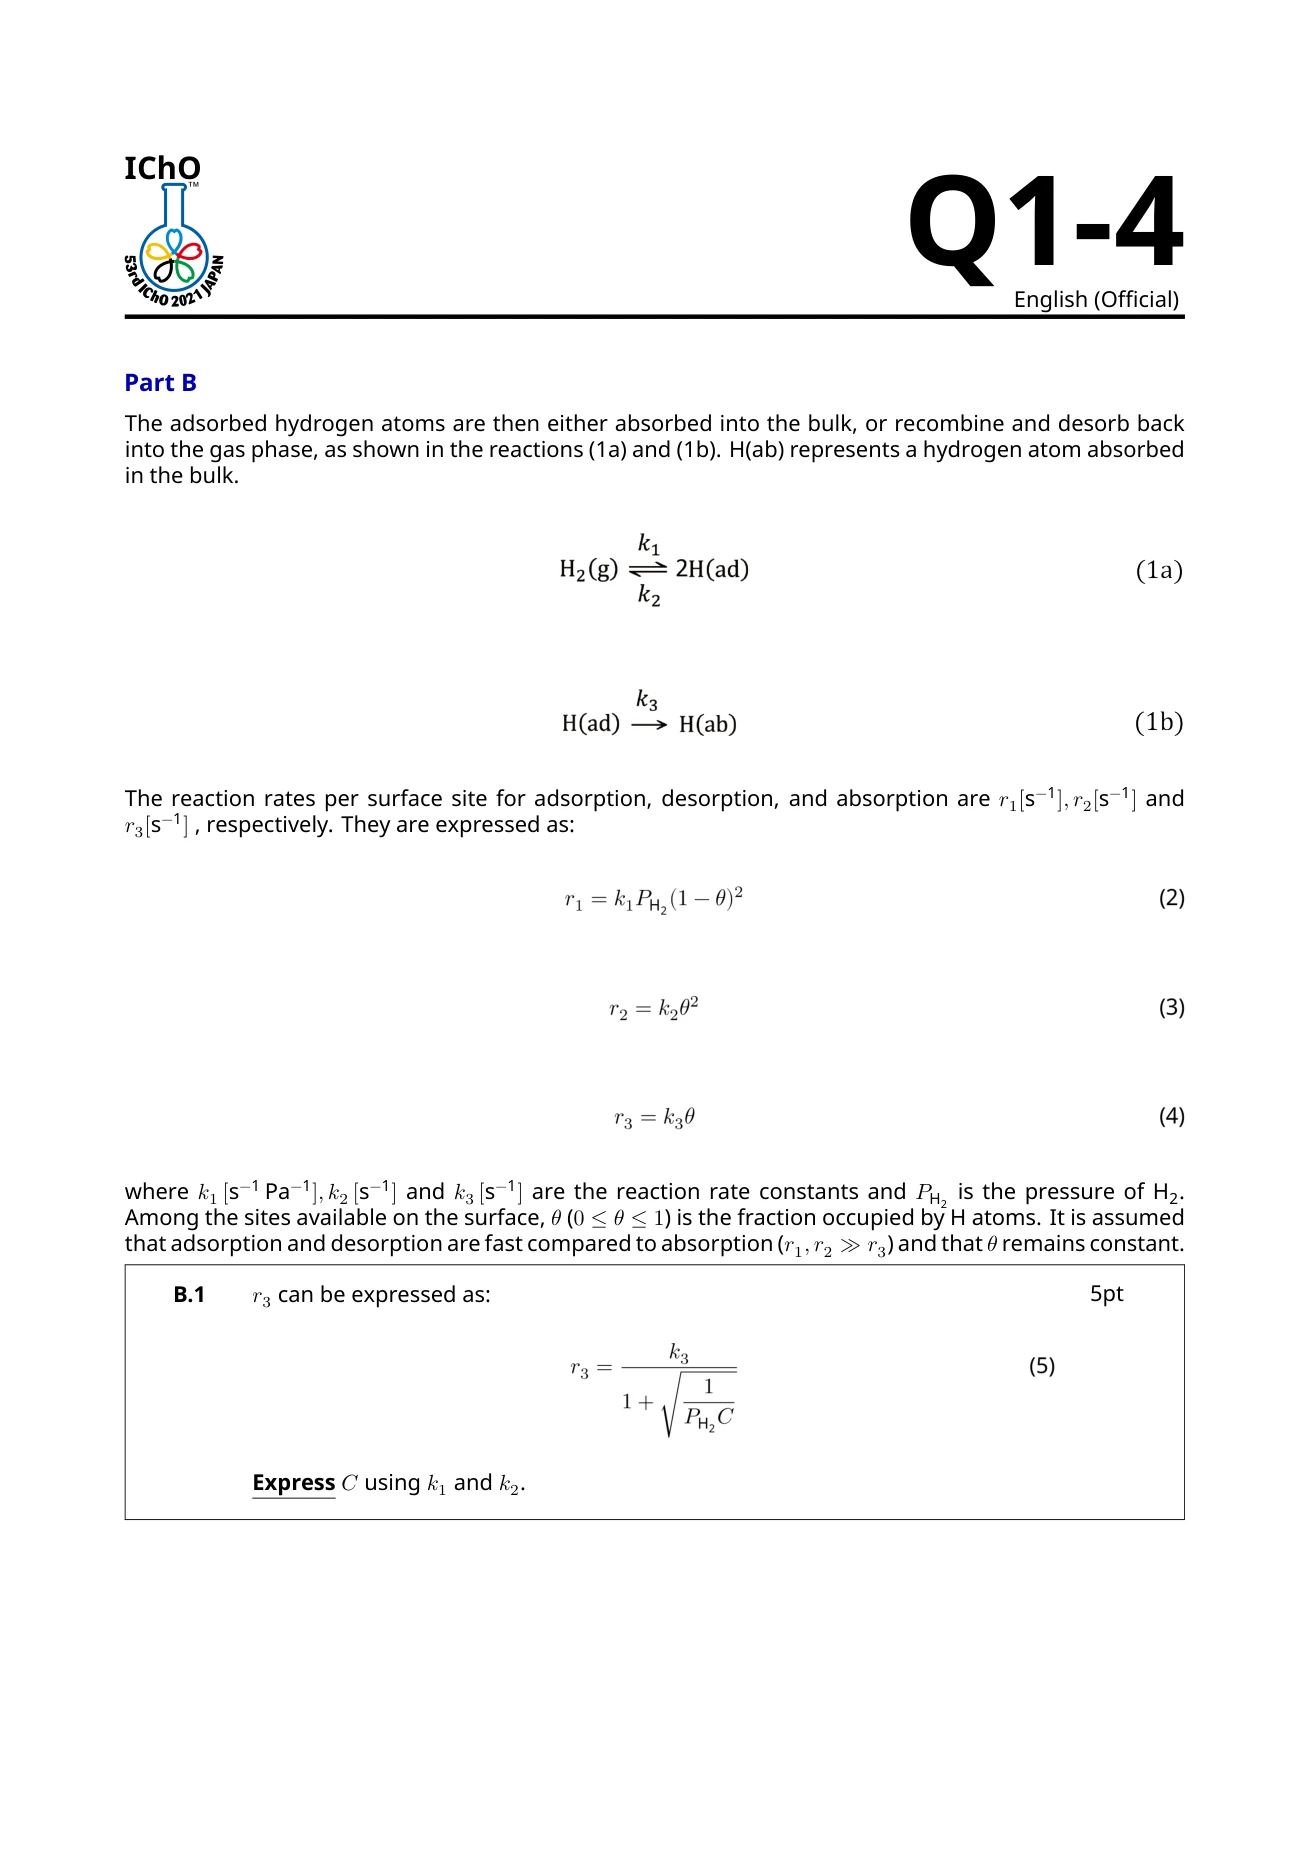 IChO
TM
53rd IChO 2021 JAPAN
Q1-4
English (Official)
Part B
The adsorbed hydrogen atoms are then either absorbed into the bulk, or recombine and desorb back
into the gas phase, as shown in the reactions (1a) and (1b). H(ab) represents a hydrogen atom absorbed
in the bulk.
H₂(g) ⇌ 2H(ad) k₁ k₂ (1a)
H(ad) → H(ab) k₃ (1b)
The reaction rates per surface site for adsorption, desorption, and absorption are r₁[s⁻¹], r₂[s⁻¹] and
r₃[s⁻¹] , respectively. They are expressed as:
r₁ = k₁P_H₂(1 − θ)² (2)
r₂ = k₂θ² (3)
r₃ = k₃θ (4)
where k₁ [s⁻¹ Pa⁻¹], k₂ [s⁻¹] and k₃ [s⁻¹] are the reaction rate constants and P_H₂ is the pressure of H₂.
Among the sites available on the surface, θ (0 ≤ θ ≤ 1) is the fraction occupied by H atoms. It is assumed
that adsorption and desorption are fast compared to absorption (r₁, r₂ ≫ r₃) and that θ remains constant.
B.1 r₃ can be expressed as: 5pt
r₃ = k₃ / (1 + √(1 / (P_H₂C))) (5)
Express C using k₁ and k₂.